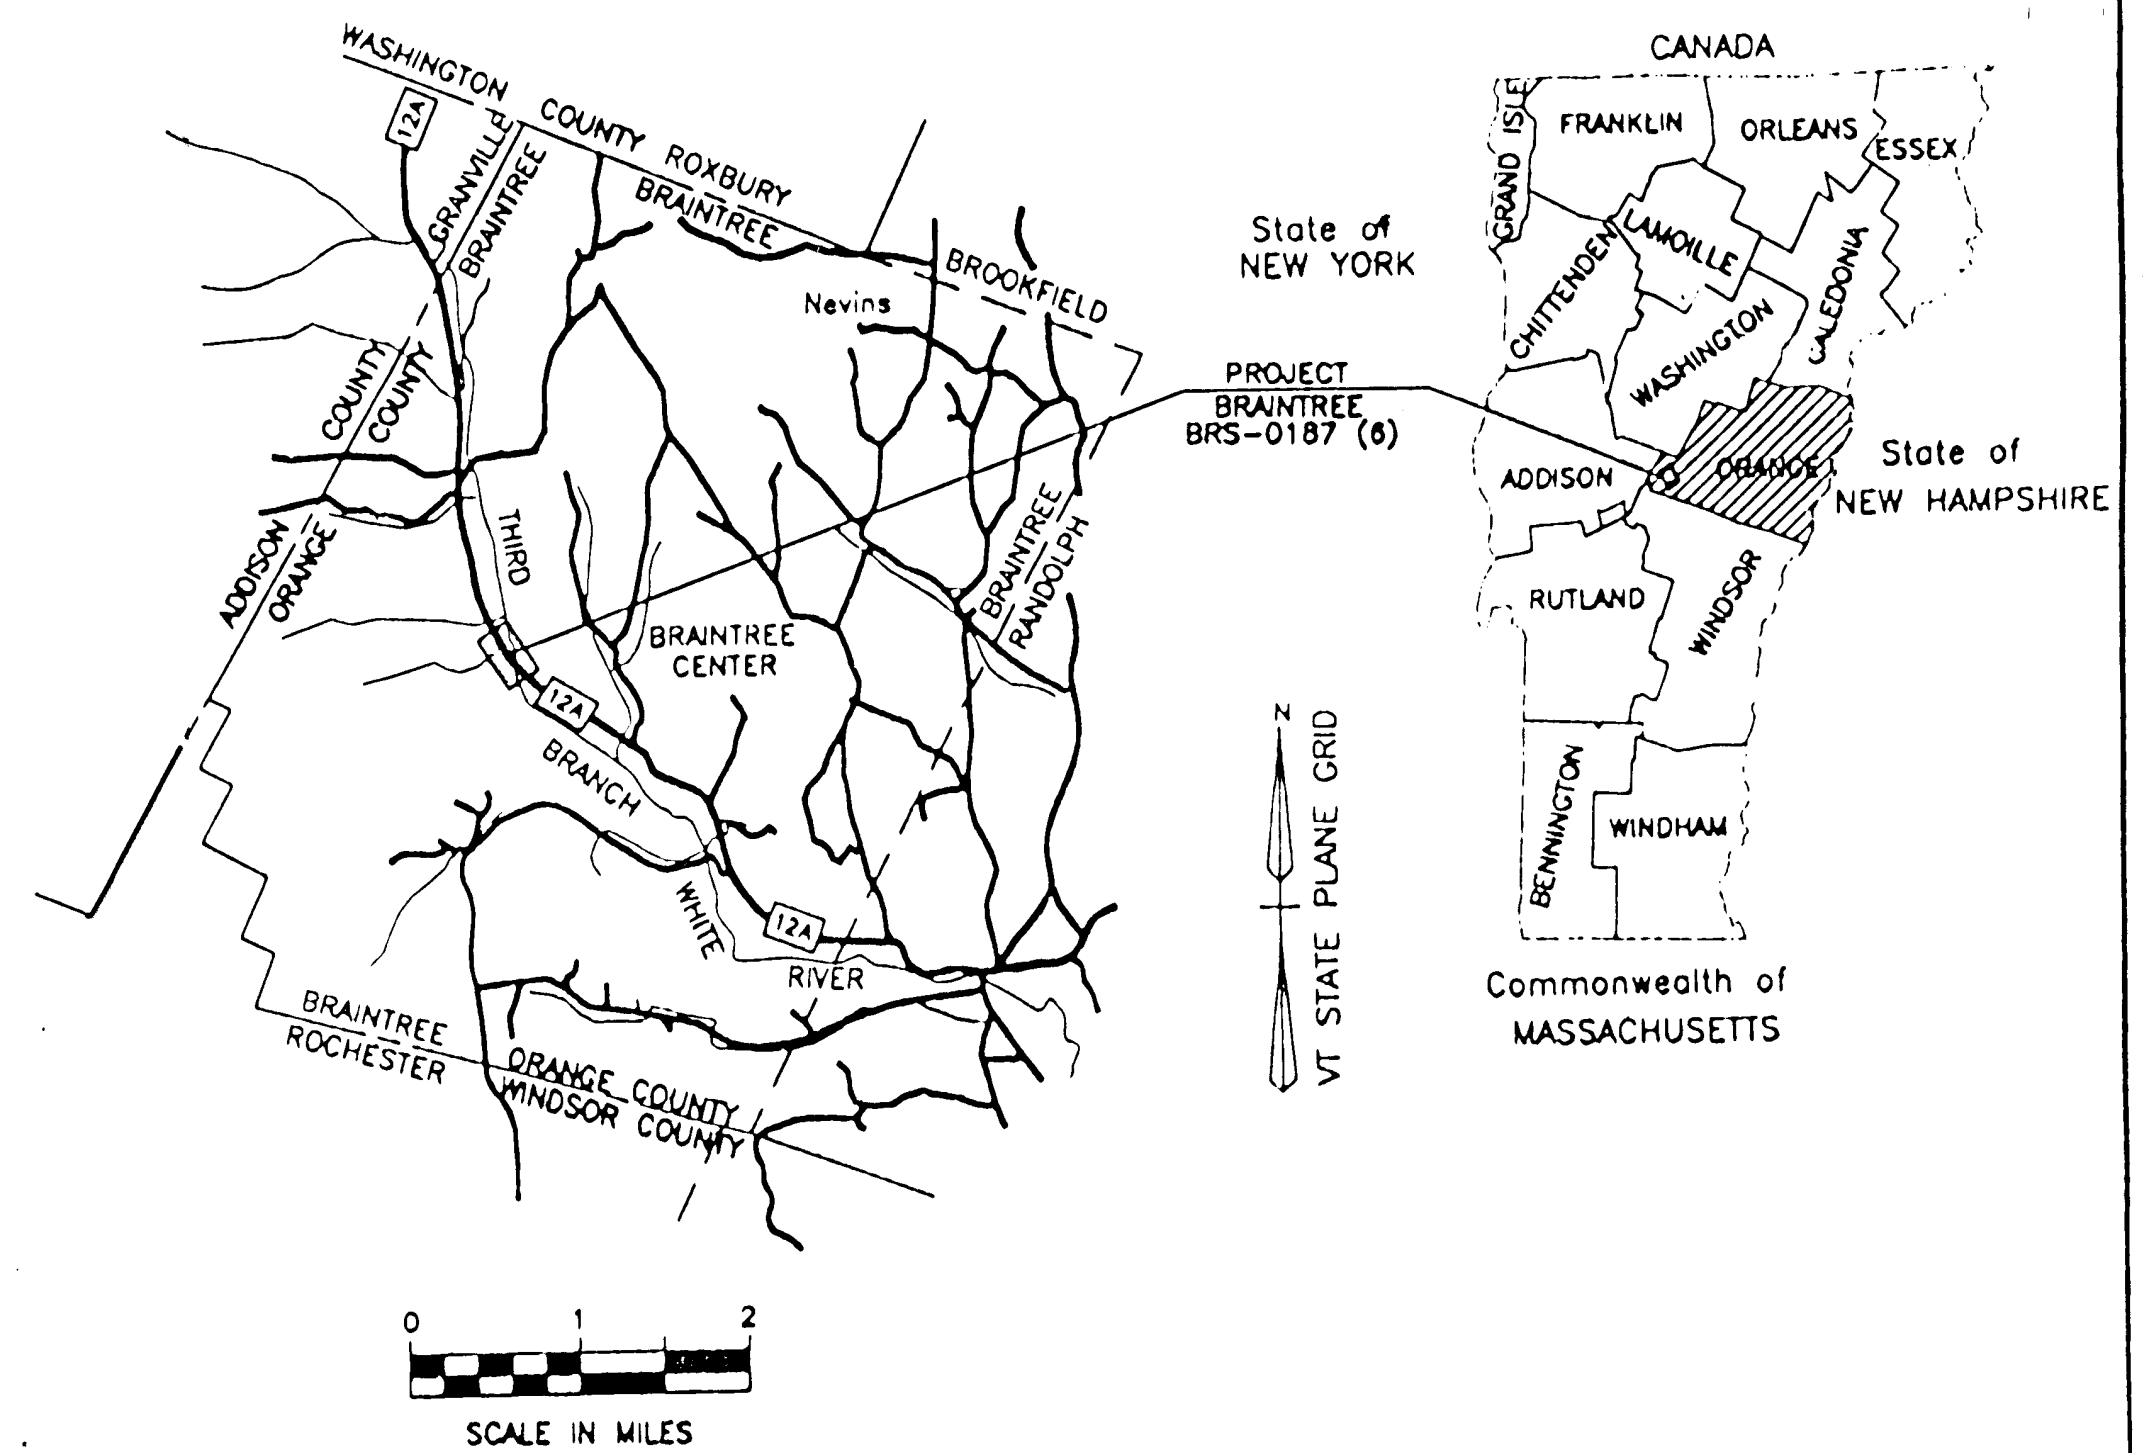 WASHINGTON COUNTY ROXBURY
BRAINTREE
12A
GRANVILLE
BRAINTREE
BROOKFIELD
Nevins
COUNTY
COUNTY
ADDISON
ORANGE
THIRD
BRAINTREE
CENTER
BRAINTREE
RANDOLPH
12A
BRANCH
WHITE
12A
RIVER
BRAINTREE
ROCHESTER
ORANGE COUNTY
WINDSOR COUNTY
0 1 2
SCALE IN MILES
PROJECT
BRAINTREE
BRS-0187 (6)
N
VT STATE PLANE GRID
CANADA
GRAND ISLE
FRANKLIN
ORLEANS
ESSEX
State of
NEW YORK
LAMOILLE
CHITTENDEN
CALEDONIA
WASHINGTON
ADDISON
ORANGE
State of
NEW HAMPSHIRE
RUTLAND
WINDSOR
BENNINGTON
WINDHAM
Commonwealth of
MASSACHUSETTS